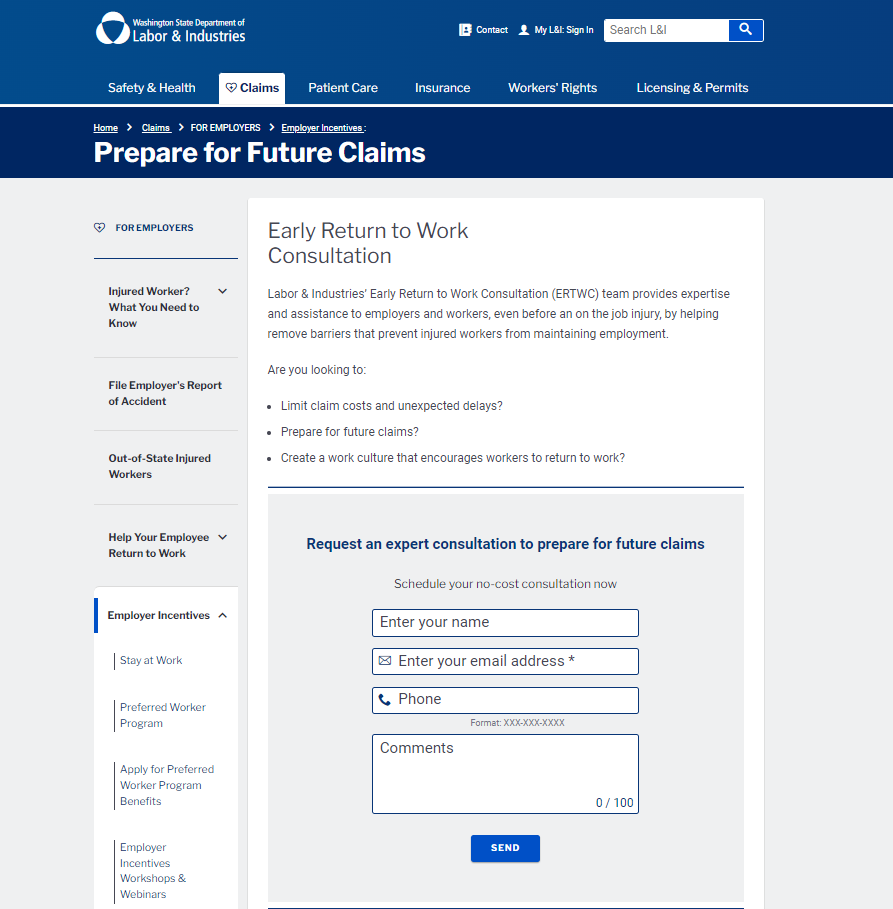 Washington State Department of
Labor & Industries
Contact
My L&I: Sign In
Search L&I
Safety & Health
Claims
Patient Care
Insurance
Workers' Rights
Licensing & Permits
Home > Claims > FOR EMPLOYERS > Employer Incentives :
Prepare for Future Claims
FOR EMPLOYERS
Injured Worker?
What You Need to
Know
File Employer's Report
of Accident
Out-of-State Injured
Workers
Help Your Employee
Return to Work
Employer Incentives
Stay at Work
Preferred Worker
Program
Apply for Preferred
Worker Program
Benefits
Employer
Incentives
Workshops &
Webinars
Early Return to Work
Consultation
Labor & Industries' Early Return to Work Consultation (ERTWC) team provides expertise
and assistance to employers and workers, even before an on the job injury, by helping
remove barriers that prevent injured workers from maintaining employment.
Are you looking to:
• Limit claim costs and unexpected delays?
• Prepare for future claims?
• Create a work culture that encourages workers to return to work?
Request an expert consultation to prepare for future claims
Schedule your no-cost consultation now
Enter your name
Enter your email address *
Phone
Format: XXX-XXX-XXXX
Comments
0 / 100
SEND